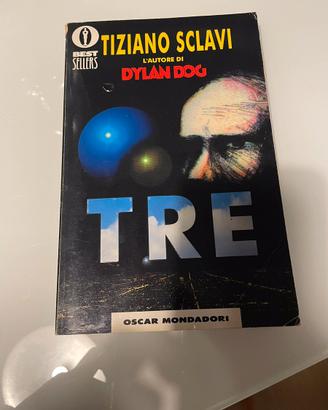 BEST
SELLERS
TIZIANO SCLAVI
L'AUTORE DI
DYLAN DOG
TRE
OSCAR MONDADORI